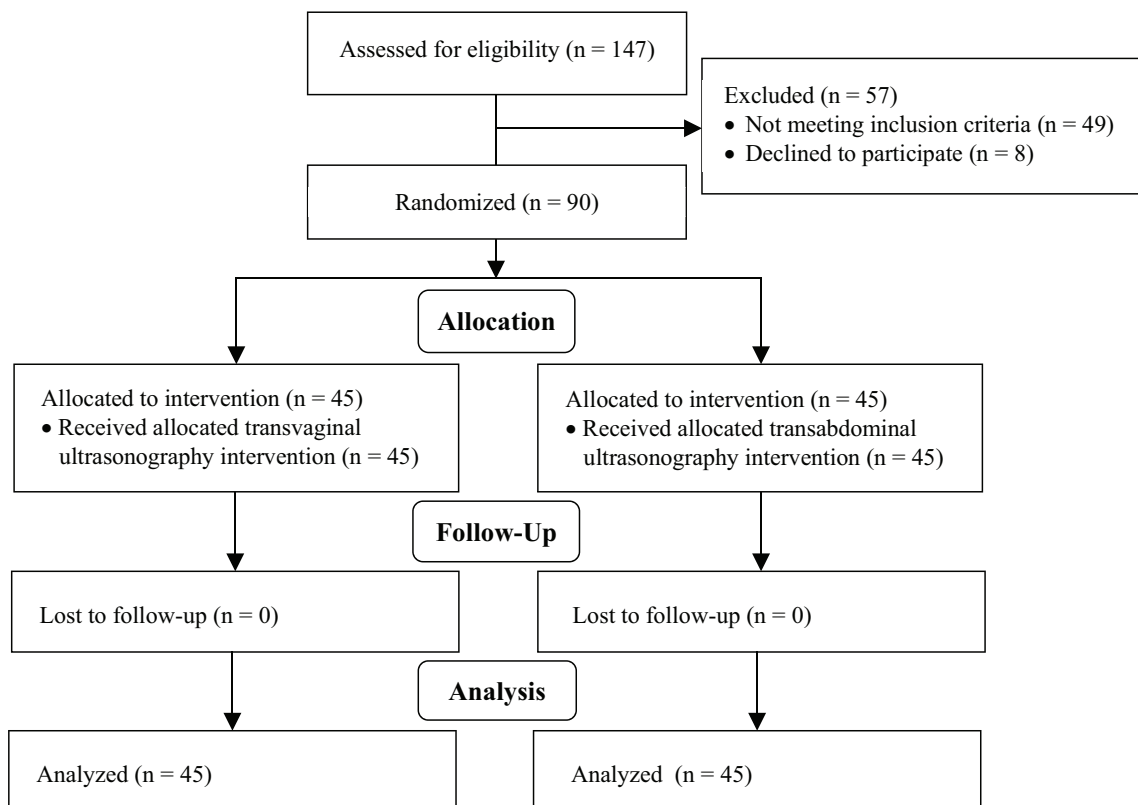 Assessed for eligibility (n = 147)
Excluded (n = 57)
• Not meeting inclusion criteria (n = 49)
• Declined to participate (n = 8)
Randomized (n = 90)
Allocation
Allocated to intervention (n = 45)
• Received allocated transvaginal
ultrasonography intervention (n = 45)
Allocated to intervention (n = 45)
• Received allocated transabdominal
ultrasonography intervention (n = 45)
Follow-Up
Lost to follow-up (n = 0)
Lost to follow-up (n = 0)
Analysis
Analyzed (n = 45)
Analyzed (n = 45)